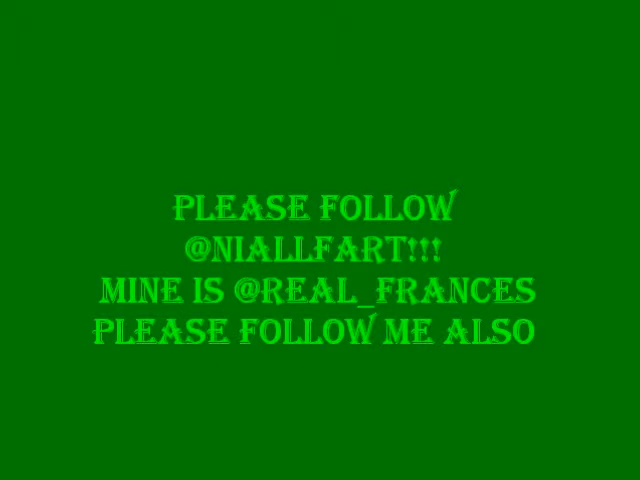 PLEASE FOLLOW
@NIALLFART!!!
MINE IS @REAL_FRANCES
PLEASE FOLLOW ME ALSO